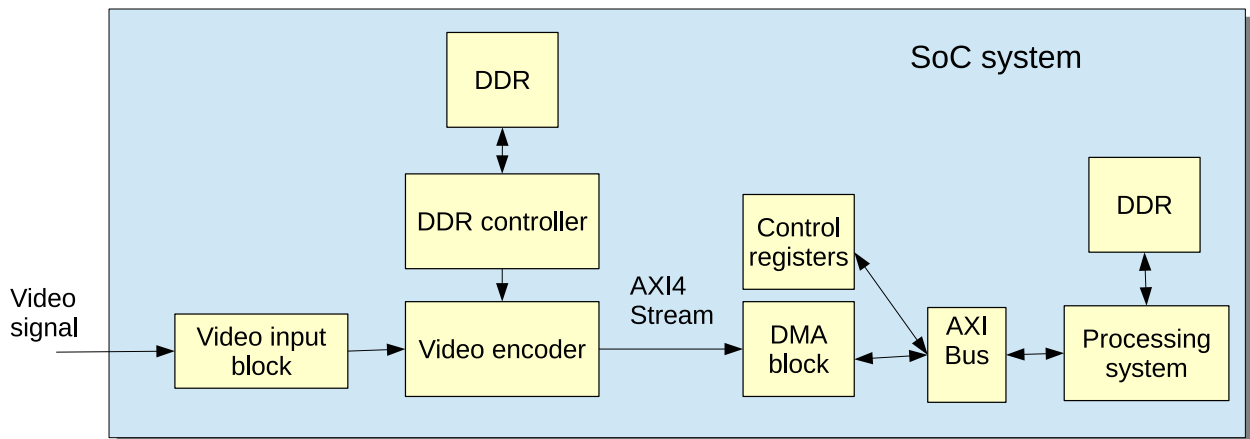 SoC system
DDR
DDR controller
DDR
Control
registers
AXI4
Stream
Video
signal
Video input
block
Video encoder
DMA
block
AXI
Bus
Processing
system